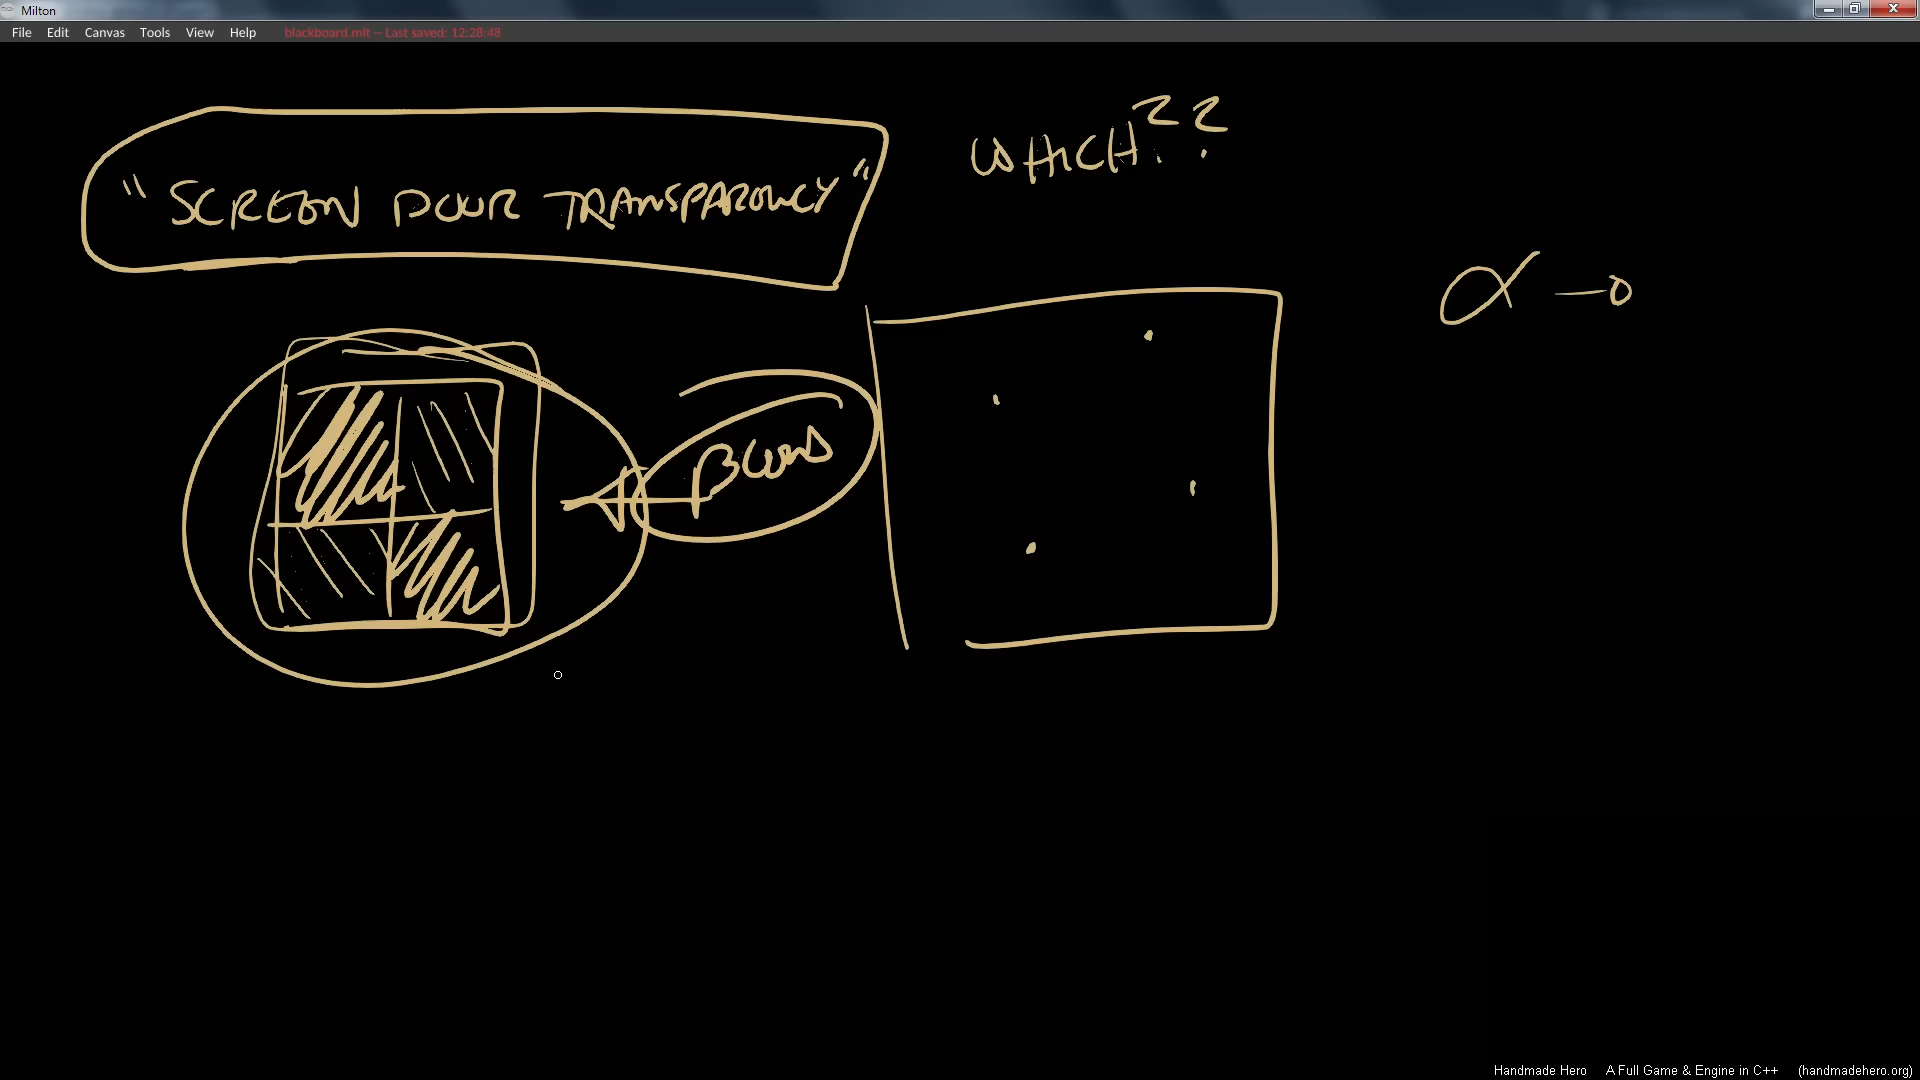 Milton
File Edit Canvas Tools View Help blackboard.mlt -- Last saved: 12:28:48
WHICH??
"SCREEN DOOR TRANSPARENCY"
α
BLEND
Handmade Hero A Full Game & Engine in C++ (handmadehero.org)